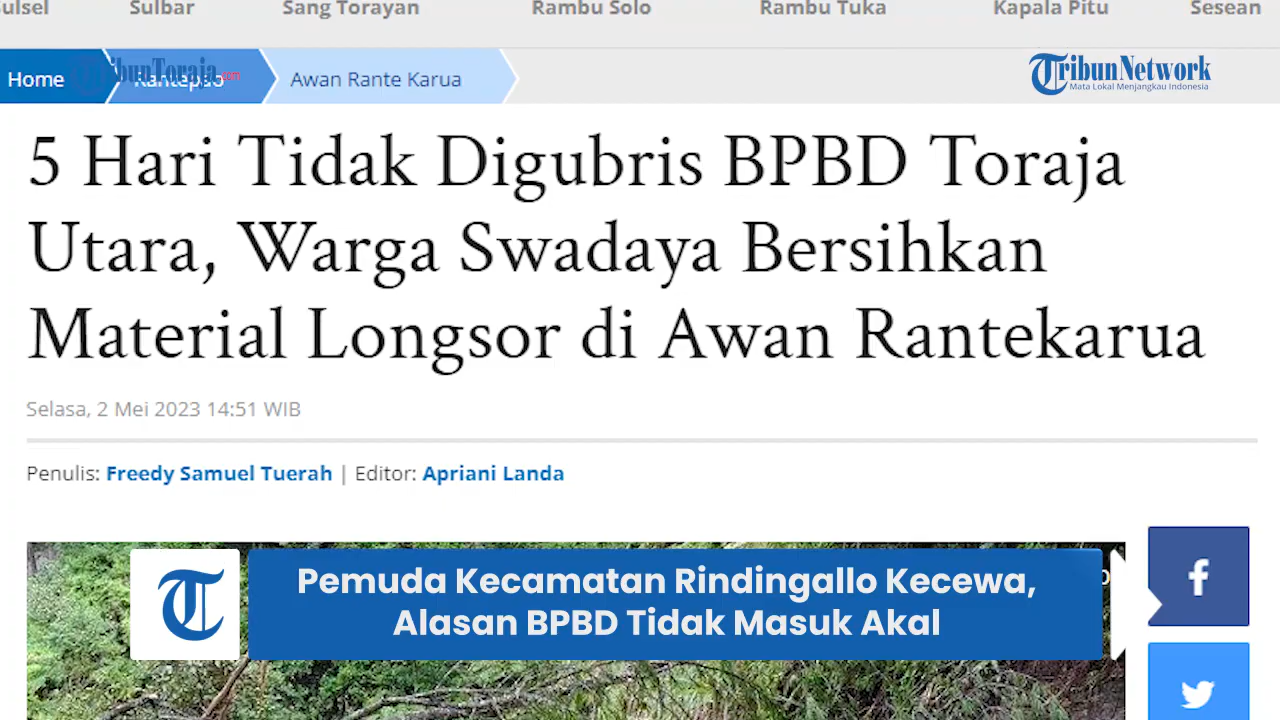 Sulbar
Sang Torayan
Rambu Solo
Rambu Tuka
Kapala Pitu
Sesean
Home
Rantepao
Awan Rante Karua
TribunToraja.com
TribunNetwork
Mata Lokal Menjangkau Indonesia
5 Hari Tidak Digubris BPBD Toraja
Utara, Warga Swadaya Bersihkan
Material Longsor di Awan Rantekarua
Selasa, 2 Mei 2023 14:51 WIB
Penulis: Freedy Samuel Tuerah | Editor: Apriani Landa
Pemuda Kecamatan Rindingallo Kecewa,
Alasan BPBD Tidak Masuk Akal